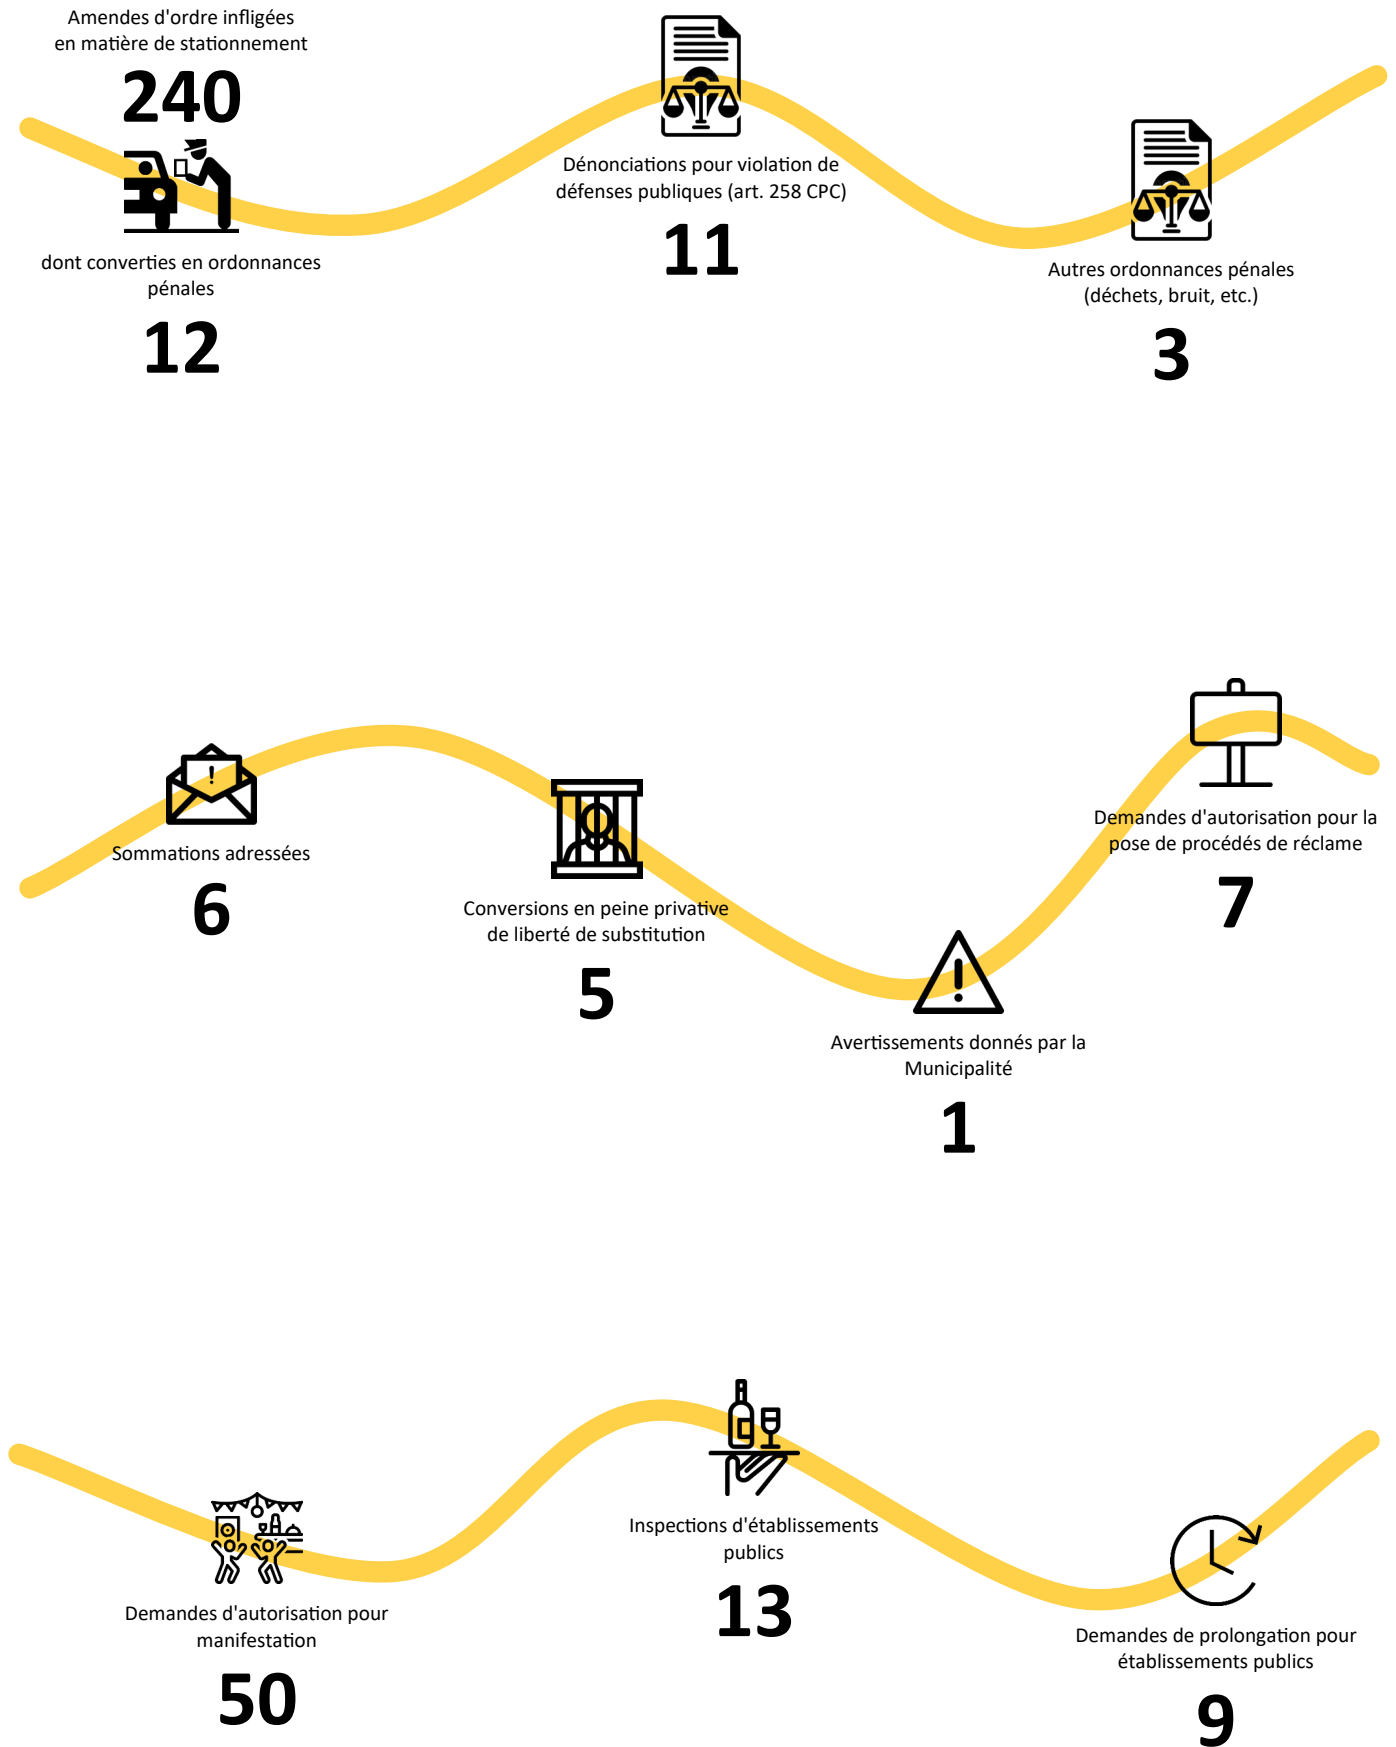 Amendes d'ordre infligées
en matière de stationnement
240
dont converties en ordonnances
pénales
12
Dénonciations pour violation de
défenses publiques (art. 258 CPC)
11
Autres ordonnances pénales
(déchets, bruit, etc.)
3
!
Sommations adressées
6
Conversions en peine privative
de liberté de substitution
5
Avertissements donnés par la
Municipalité
1
Demandes d'autorisation pour la
pose de procédés de réclame
7
Demandes d'autorisation pour
manifestation
50
Inspections d'établissements
publics
13
Demandes de prolongation pour
établissements publics
9